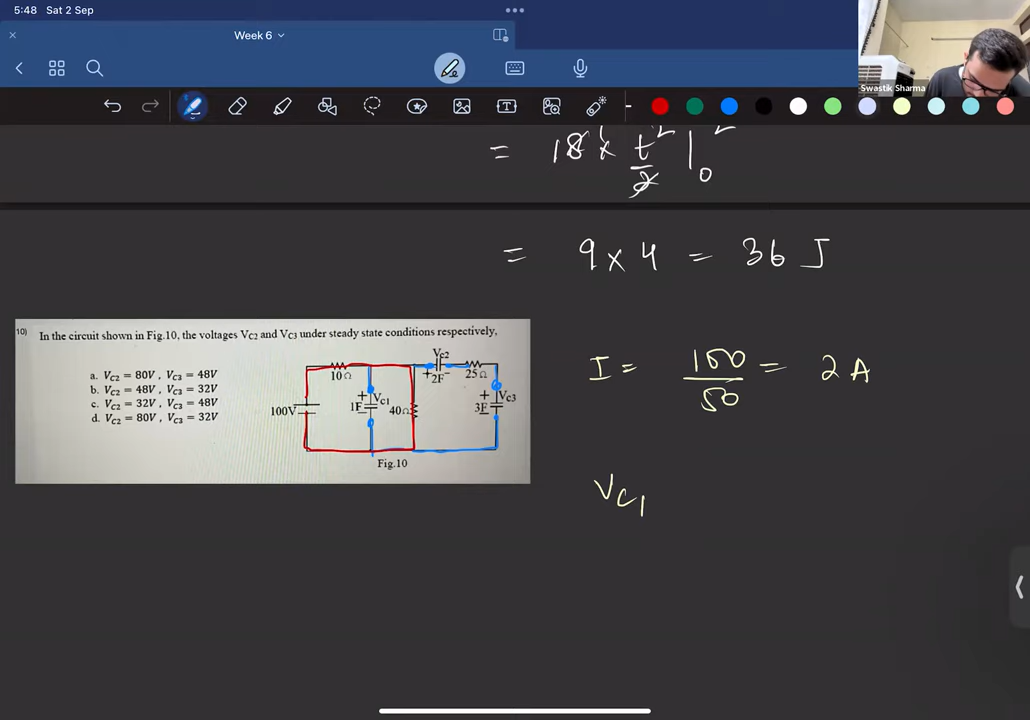 5:48 Sat 2 Sep
Week 6
Swastik Sharma
= 18 × t² / 2 | ² ₀
= 9 × 4 = 36 J
10) In the circuit shown in Fig.10, the voltages VC2 and VC3 under steady state conditions respectively,
a. VC2 = 80V , VC3 = 48V
b. VC2 = 48V , VC3 = 32V
c. VC2 = 32V , VC3 = 48V
d. VC2 = 80V , VC3 = 32V
Vc2
10Ω
+ 2F -
25Ω
100V
+
1F
Vc1
40Ω
+
3F
Vc3
Fig.10
I = 100 / 50 = 2 A
VC1